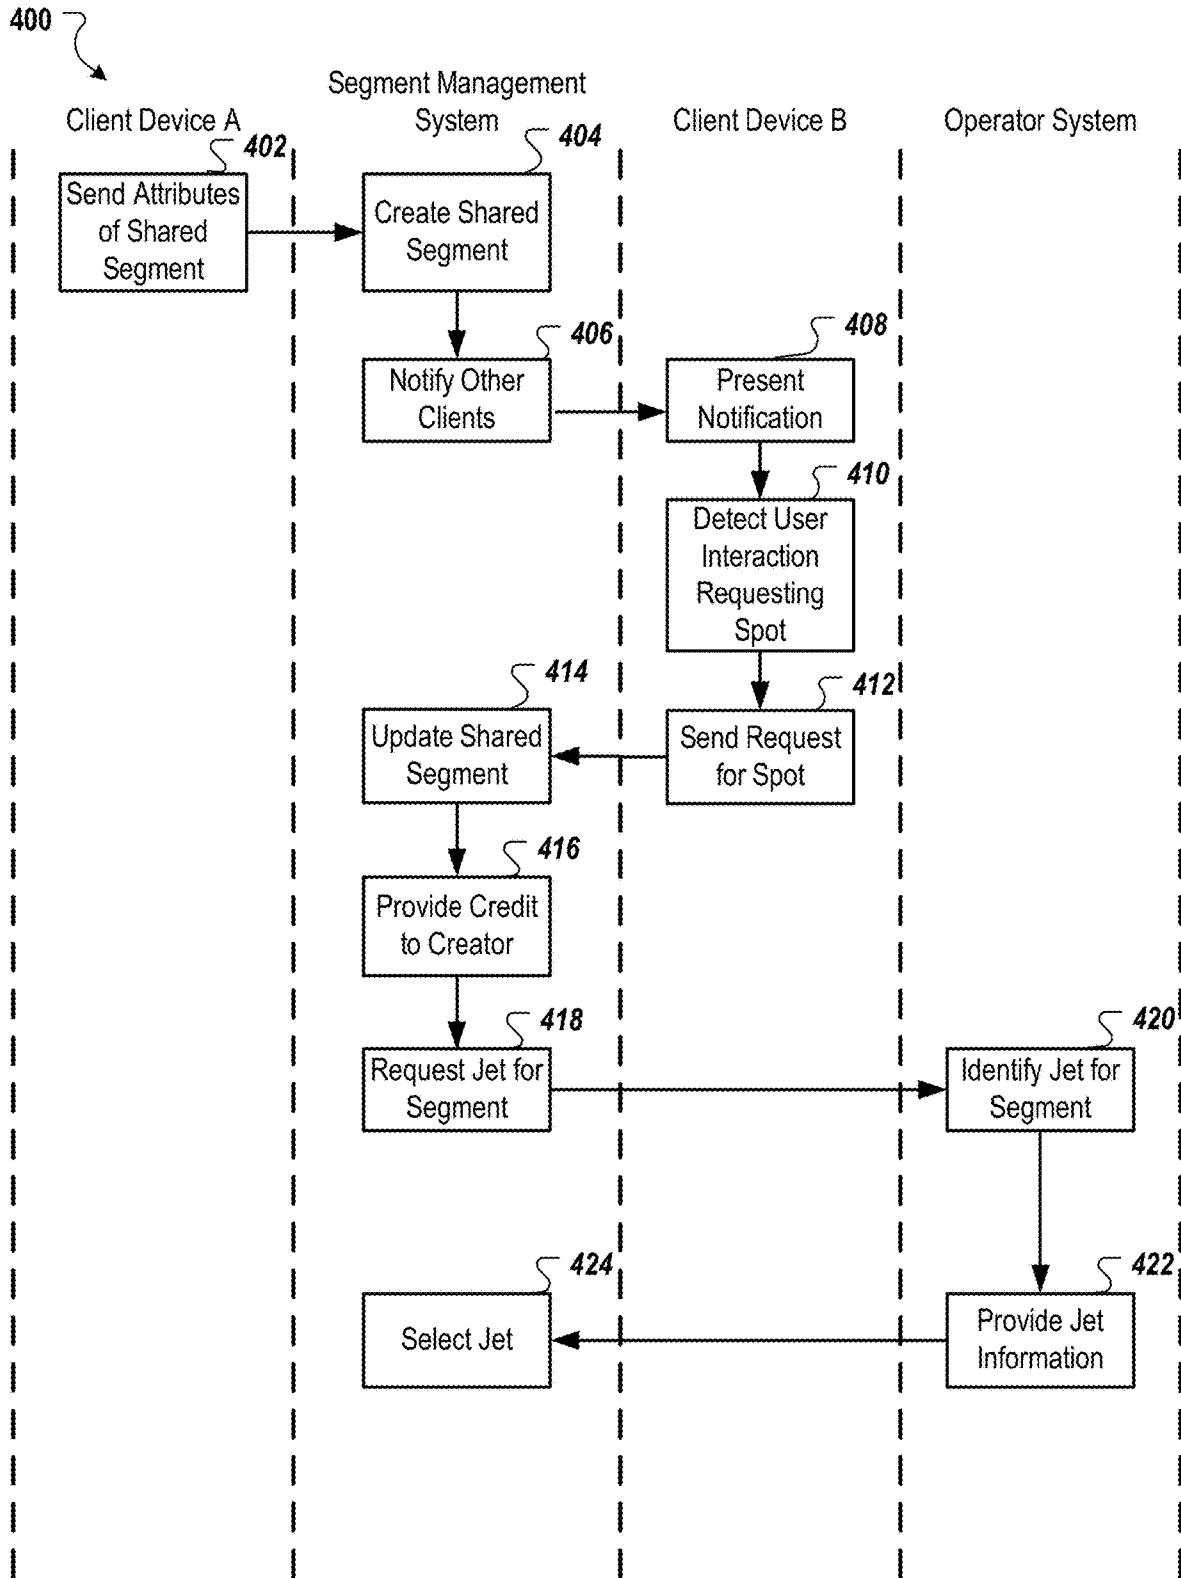 400
Client Device A
Segment Management
System
Client Device B
Operator System
402
Send Attributes
of Shared
Segment
404
Create Shared
Segment
406
Notify Other
Clients
408
Present
Notification
410
Detect User
Interaction
Requesting
Spot
412
Send Request
for Spot
414
Update Shared
Segment
416
Provide Credit
to Creator
418
Request Jet for
Segment
420
Identify Jet for
Segment
422
Provide Jet
Information
424
Select Jet